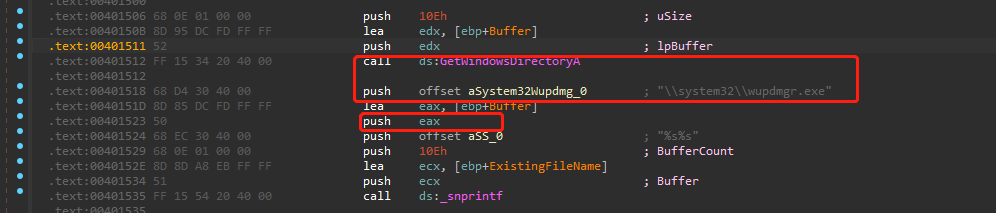 .text:00401506 68 0E 01 00 00 push 10Eh ; uSize
.text:0040150B 8D 95 DC FD FF FF lea edx, [ebp+Buffer]
.text:00401511 52 push edx ; lpBuffer
.text:00401512 FF 15 34 20 40 00 call ds:GetWindowsDirectoryA
.text:00401512
.text:00401518 68 D4 30 40 00 push offset aSystem32Wupdmg_0 ; "\\system32\\wupdmgr.exe"
.text:0040151D 8D 85 DC FD FF FF lea eax, [ebp+Buffer]
.text:00401523 50 push eax
.text:00401524 68 EC 30 40 00 push offset aSS_0 ; "%s%s"
.text:00401529 68 0E 01 00 00 push 10Eh ; BufferCount
.text:0040152E 8D 8D A8 EB FF FF lea ecx, [ebp+ExistingFileName]
.text:00401534 51 push ecx ; Buffer
.text:00401535 FF 15 54 20 40 00 call ds:_snprintf
.text:00401535